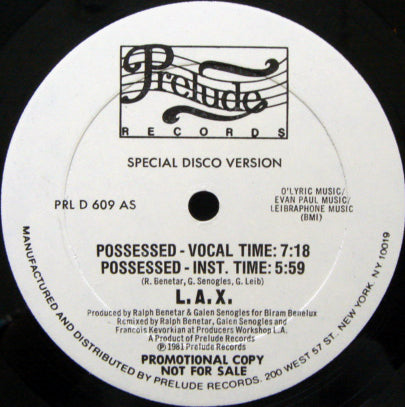 Prelude
RECORDS
SPECIAL DISCO VERSION
PRL D 609 AS
O'LYRIC MUSIC/
EVAN PAUL MUSIC/
LEIBRAPHONE MUSIC
(BMI)
POSSESSED - VOCAL TIME: 7:18
POSSESSED - INST. TIME: 5:59
(R. Benetar, G. Senogles, G. Leib)
L.A.X.
Produced by Ralph Benetar & Galen Senogles for Biram Benelux
Remixed by Ralph Benetar, Galen Senogles and
Francois Kevorkian at Producers Workshop L.A.
A Product of Prelude Records
Ⓟ 1981 Prelude Records
PROMOTIONAL COPY
NOT FOR SALE
MANUFACTURED AND DISTRIBUTED BY PRELUDE RECORDS. 200 WEST 57 ST. NEW YORK. NY 10019